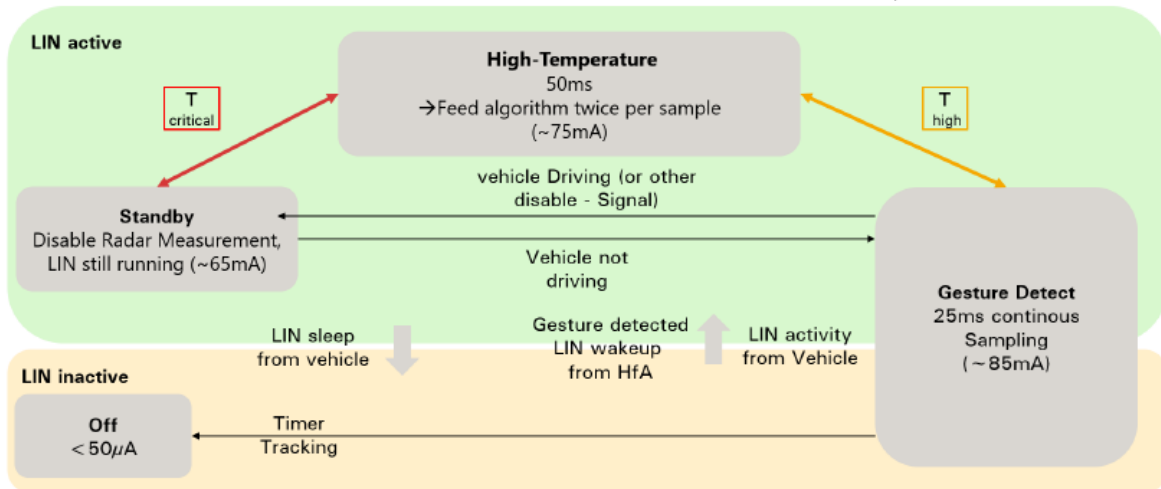 LIN active
High-Temperature
50ms
→Feed algorithm twice per sample
(~75mA)
T
critical
T
high
vehicle Driving (or other
disable - Signal)
Standby
Disable Radar Measurement,
LIN still running (~65mA)
Vehicle not
driving
Gesture Detect
25ms continous
Sampling
(~85mA)
LIN sleep
from vehicle
Gesture detected
LIN wakeup
from HfA
LIN activity
from Vehicle
LIN inactive
Off
<50μA
Timer
Tracking